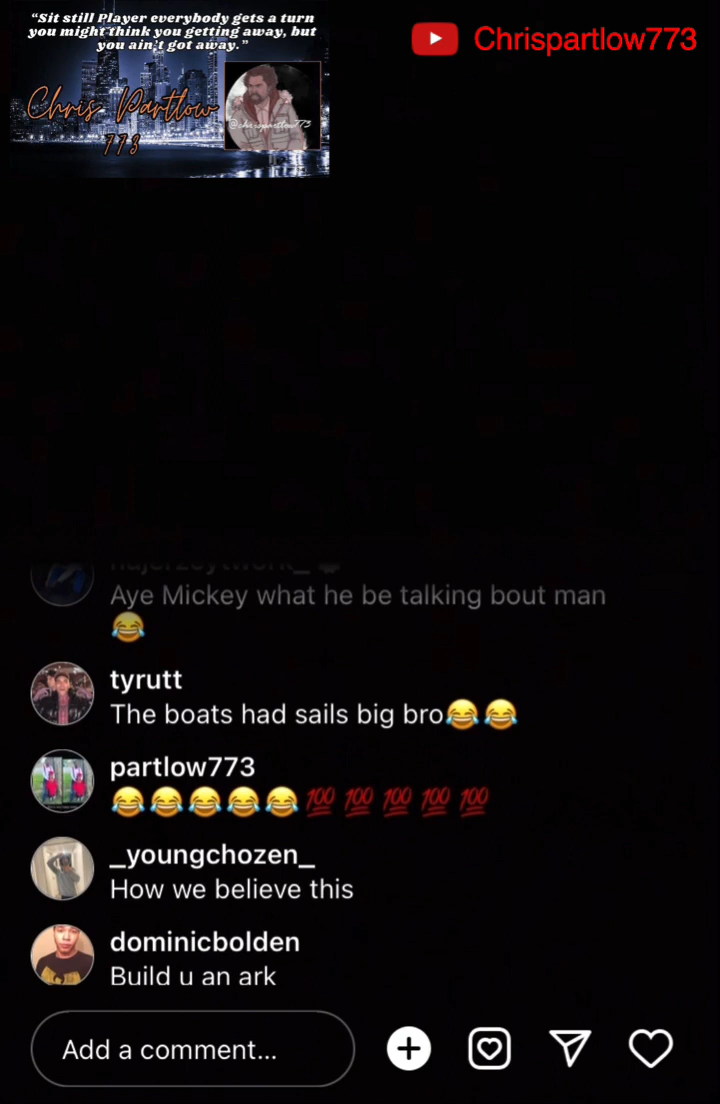 “Sit still Player everybody gets a turn
you might think you getting away, but
you ain't got away.”
Chrispartlow773
Chris Partlow
773
@chrispartlow773
Aye Mickey what he be talking bout man
😂
tyrutt
The boats had sails big bro😂😂
partlow773
😂😂😂😂😂💯💯💯💯💯
_youngchozen_
How we believe this
dominicbolden
Build u an ark
Add a comment...